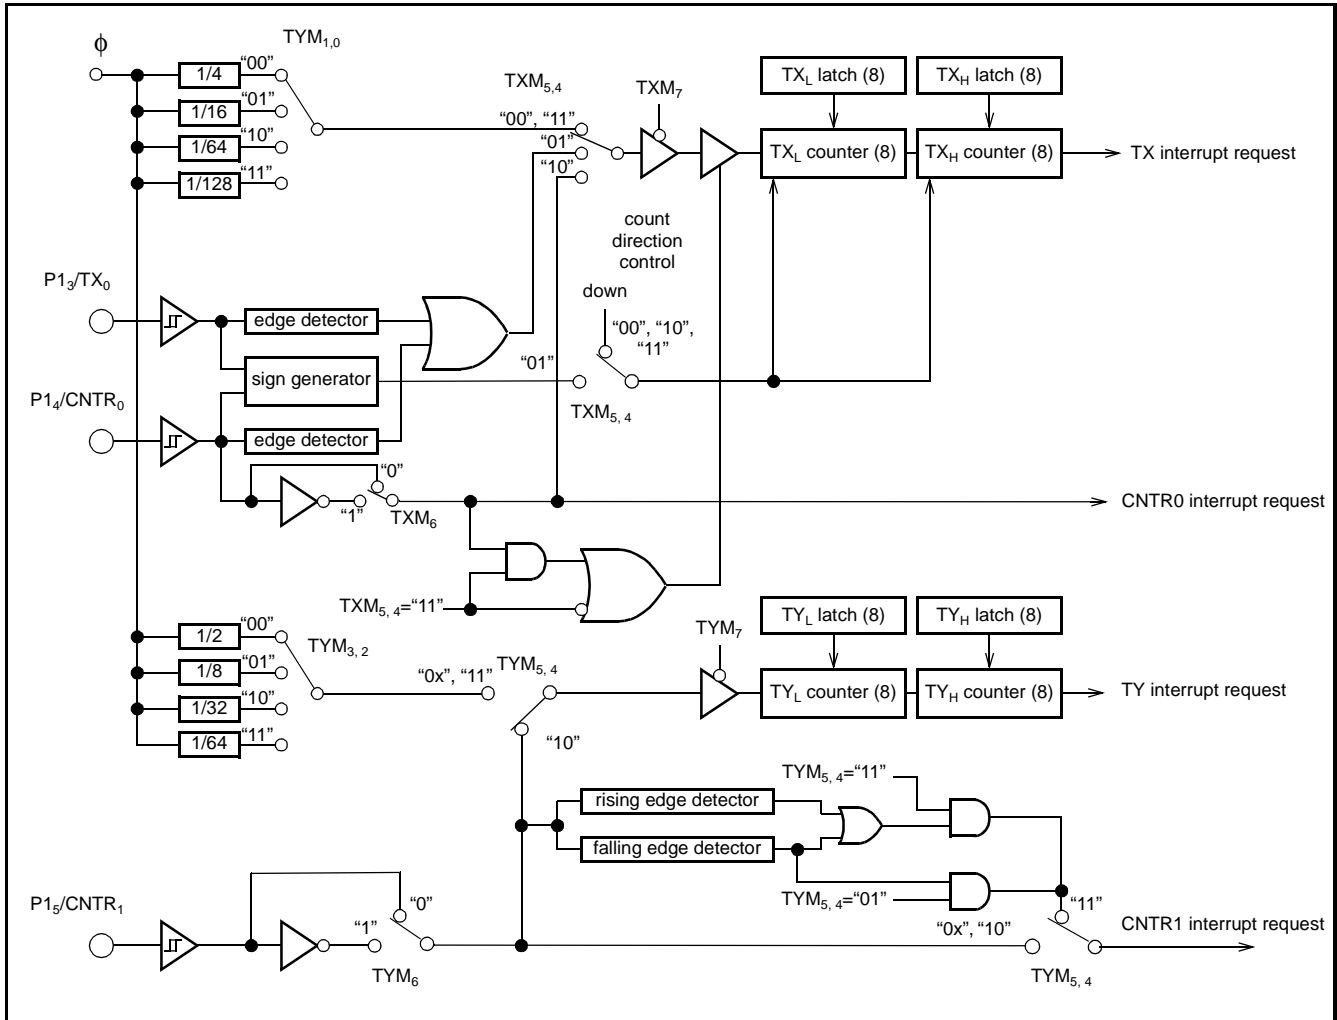 ϕ
TYM1,0
1/4
“00”
1/16
“01”
1/64
“10”
1/128
“11”
TXM5,4
“00”, “11”
“01”
“10”
TXM7
TXL latch (8)
TXH latch (8)
TXL counter (8)
TXH counter (8)
TX interrupt request
count
direction
control
down
“00”, “10”,
“11”
“01”
TXM5, 4
P13/TX0
edge detector
sign generator
P14/CNTR0
edge detector
“0”
“1”
TXM6
CNTR0 interrupt request
TXM5, 4=“11”
1/2
“00”
1/8
“01”
1/32
“10”
1/64
“11”
TYM3, 2
“0x”, “11”
TYM5, 4
“10”
TYM7
TYL latch (8)
TYH latch (8)
TYL counter (8)
TYH counter (8)
TY interrupt request
TYM5, 4=“11”
rising edge detector
falling edge detector
TYM5, 4=“01”
P15/CNTR1
“0”
“1”
TYM6
“0x”, “10”
“11”
TYM5, 4
CNTR1 interrupt request